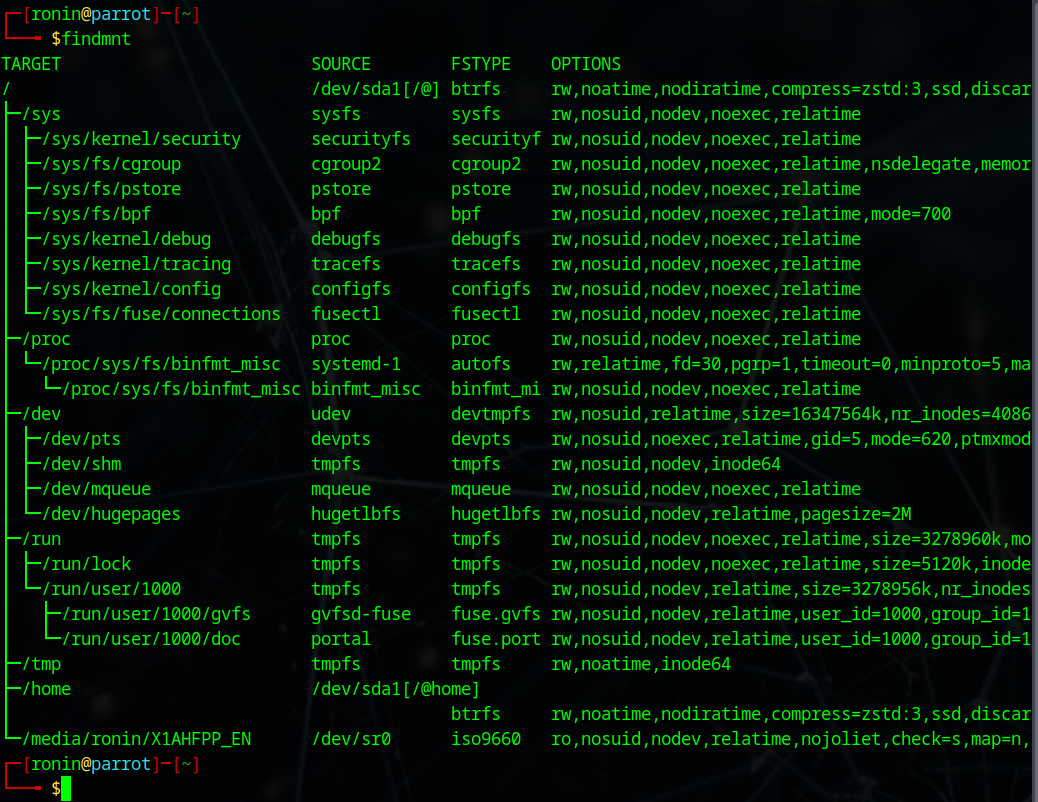 ┌─[ronin@parrot]─[~]
└──╼ $findmnt
TARGET                         SOURCE        FSTYPE    OPTIONS
/                              /dev/sda1[/@] btrfs     rw,noatime,nodiratime,compress=zstd:3,ssd,discar
├─/sys                         sysfs         sysfs     rw,nosuid,nodev,noexec,relatime
│ ├─/sys/kernel/security       securityfs    securityf rw,nosuid,nodev,noexec,relatime
│ ├─/sys/fs/cgroup             cgroup2       cgroup2   rw,nosuid,nodev,noexec,relatime,nsdelegate,memor
│ ├─/sys/fs/pstore             pstore        pstore    rw,nosuid,nodev,noexec,relatime
│ ├─/sys/fs/bpf                bpf           bpf       rw,nosuid,nodev,noexec,relatime,mode=700
│ ├─/sys/kernel/debug          debugfs       debugfs   rw,nosuid,nodev,noexec,relatime
│ ├─/sys/kernel/tracing        tracefs       tracefs   rw,nosuid,nodev,noexec,relatime
│ ├─/sys/kernel/config         configfs      configfs  rw,nosuid,nodev,noexec,relatime
│ └─/sys/fs/fuse/connections   fusectl       fusectl   rw,nosuid,nodev,noexec,relatime
├─/proc                        proc          proc      rw,nosuid,nodev,noexec,relatime
│ └─/proc/sys/fs/binfmt_misc   systemd-1     autofs    rw,relatime,fd=30,pgrp=1,timeout=0,minproto=5,ma
│   └─/proc/sys/fs/binfmt_misc binfmt_misc   binfmt_mi rw,nosuid,nodev,noexec,relatime
├─/dev                         udev          devtmpfs  rw,nosuid,relatime,size=16347564k,nr_inodes=4086
│ ├─/dev/pts                   devpts        devpts    rw,nosuid,noexec,relatime,gid=5,mode=620,ptmxmod
│ ├─/dev/shm                   tmpfs         tmpfs     rw,nosuid,nodev,inode64
│ ├─/dev/mqueue                mqueue        mqueue    rw,nosuid,nodev,noexec,relatime
│ └─/dev/hugepages             hugetlbfs     hugetlbfs rw,nosuid,nodev,relatime,pagesize=2M
├─/run                         tmpfs         tmpfs     rw,nosuid,nodev,noexec,relatime,size=3278960k,mo
│ ├─/run/lock                  tmpfs         tmpfs     rw,nosuid,nodev,noexec,relatime,size=5120k,inode
│ └─/run/user/1000             tmpfs         tmpfs     rw,nosuid,nodev,relatime,size=3278956k,nr_inodes
│   ├─/run/user/1000/gvfs      gvfsd-fuse    fuse.gvfs rw,nosuid,nodev,relatime,user_id=1000,group_id=1
│   └─/run/user/1000/doc       portal        fuse.port rw,nosuid,nodev,relatime,user_id=1000,group_id=1
├─/tmp                         tmpfs         tmpfs     rw,noatime,inode64
├─/home                        /dev/sda1[/@home]
│                                            btrfs     rw,noatime,nodiratime,compress=zstd:3,ssd,discar
└─/media/ronin/X1AHFPP_EN      /dev/sr0      iso9660   ro,nosuid,nodev,relatime,nojoliet,check=s,map=n,
┌─[ronin@parrot]─[~]
└──╼ $